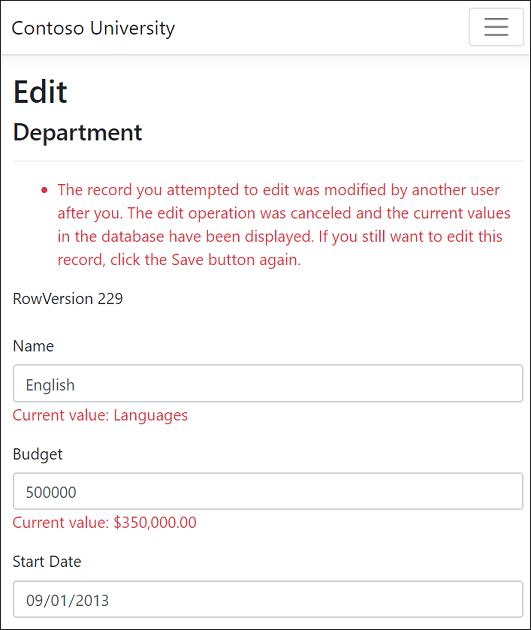 Contoso University
Edit
Department
The record you attempted to edit was modified by another user
after you. The edit operation was canceled and the current values
in the database have been displayed. If you still want to edit this
record, click the Save button again.
RowVersion 229
Name
English
Current value: Languages
Budget
500000
Current value: $350,000.00
Start Date
09/01/2013